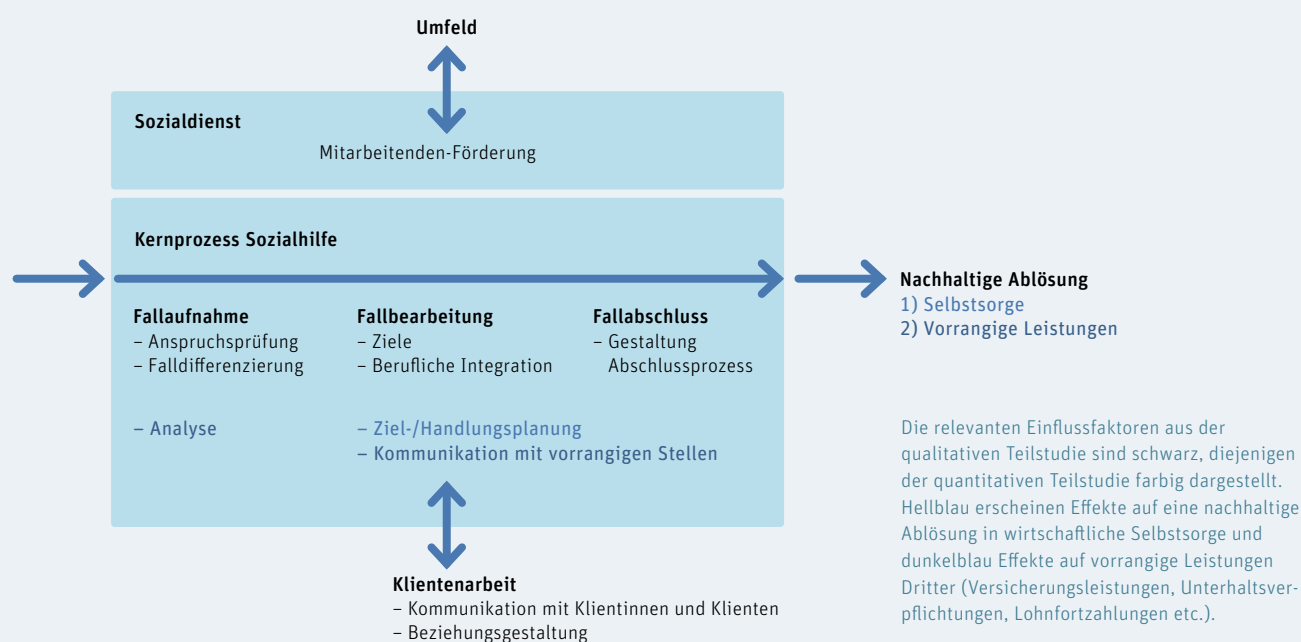 Umfeld
Sozialdienst
Mitarbeitenden-Förderung
Kernprozess Sozialhilfe
Fallaufnahme
– Anspruchsprüfung
– Falldifferenzierung
– Analyse
Fallbearbeitung
– Ziele
– Berufliche Integration
– Ziel-/Handlungsplanung
– Kommunikation mit vorrangigen Stellen
Fallabschluss
– Gestaltung
Abschlussprozess
Nachhaltige Ablösung
1) Selbstsorge
2) Vorrangige Leistungen
Die relevanten Einflussfaktoren aus der
qualitativen Teilstudie sind schwarz, diejenigen
der quantitativen Teilstudie farbig dargestellt.
Hellblau erscheinen Effekte auf eine nachhaltige
Ablösung in wirtschaftliche Selbstsorge und
dunkelblau Effekte auf vorrangige Leistungen
Dritter (Versicherungsleistungen, Unterhaltsver-
pflichtungen, Lohnfortzahlungen etc.).
Klientenarbeit
– Kommunikation mit Klientinnen und Klienten
– Beziehungsgestaltung